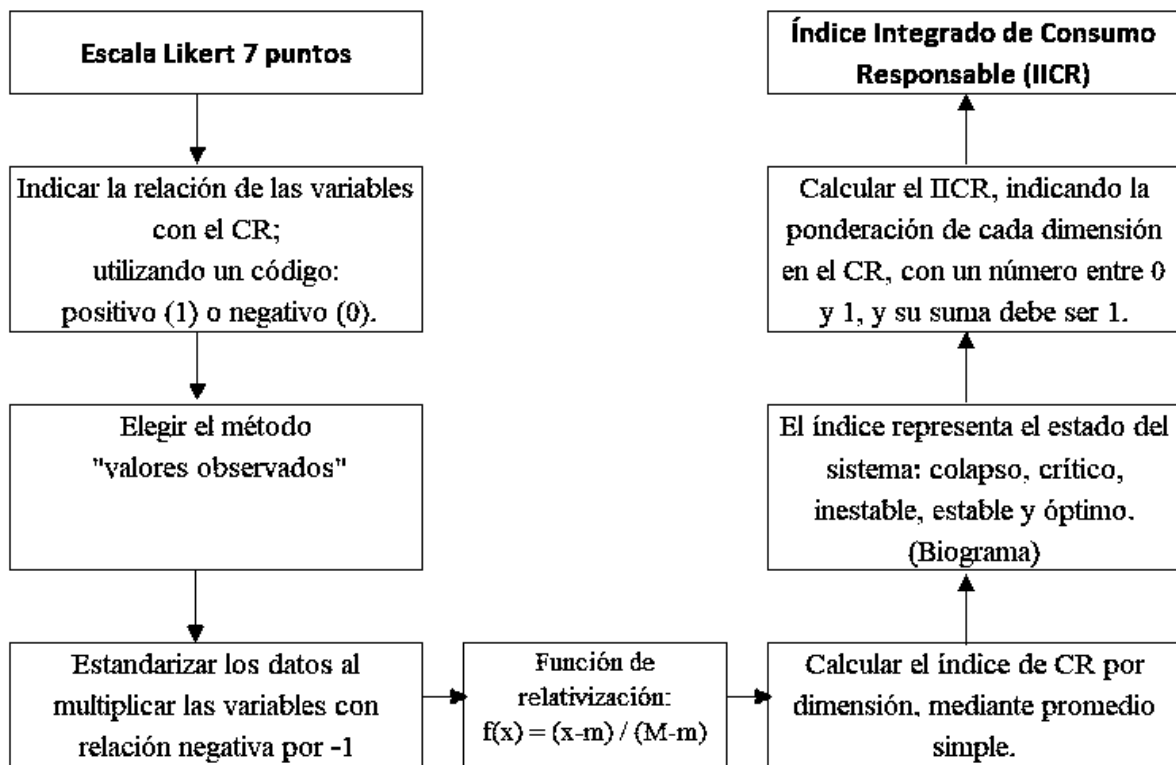 Escala Likert 7 puntos
Indicar la relación de las variables
con el CR;
utilizando un código:
positivo (1) o negativo (0).
Elegir el método
"valores observados"
Estandarizar los datos al
multiplicar las variables con
relación negativa por -1
Función de
relativización:
f(x) = (x-m) / (M-m)
Calcular el índice de CR por
dimensión, mediante promedio
simple.
El índice representa el estado del
sistema: colapso, crítico,
inestable, estable y óptimo.
(Biograma)
Calcular el IICR, indicando la
ponderación de cada dimensión
en el CR, con un número entre 0
y 1, y su suma debe ser 1.
Índice Integrado de Consumo
Responsable (IICR)